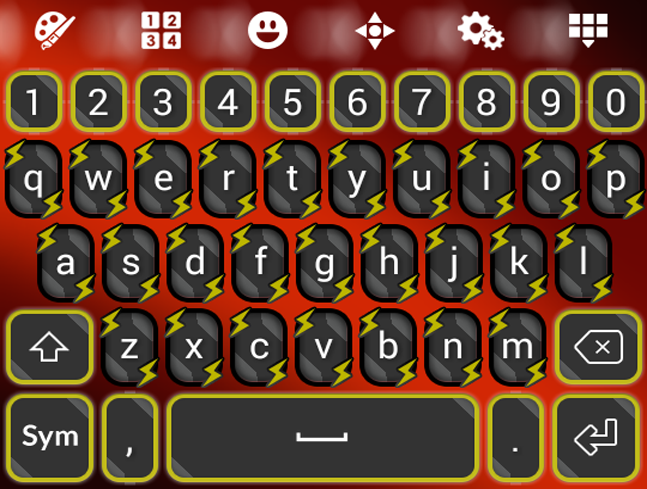 1 2
3 4
1 2 3 4 5 6 7 8 9 0
q w e r t y u i o p
a s d f g h j k l
z x c v b n m
Sym , .